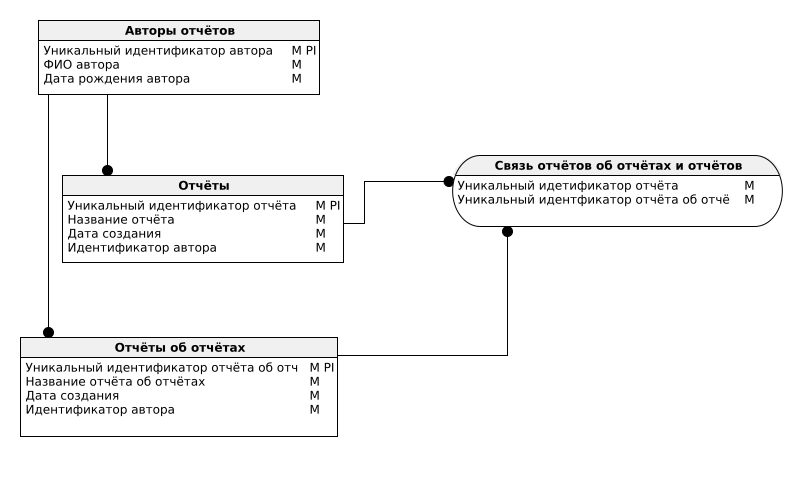 Авторы отчётов
Уникальный идентификатор автора M PI
ФИО автора M
Дата рождения автора M
Связь отчётов об отчётах и отчётов
Уникальный идетификатор отчёта M
Уникальный идентфикатор отчёта об отчё M
Отчёты
Уникальный идентификатор отчёта M PI
Название отчёта M
Дата создания M
Идентификатор автора M
Отчёты об отчётах
Уникальный идентификатор отчёта об отч M PI
Название отчёта об отчётах M
Дата создания M
Идентификатор автора M